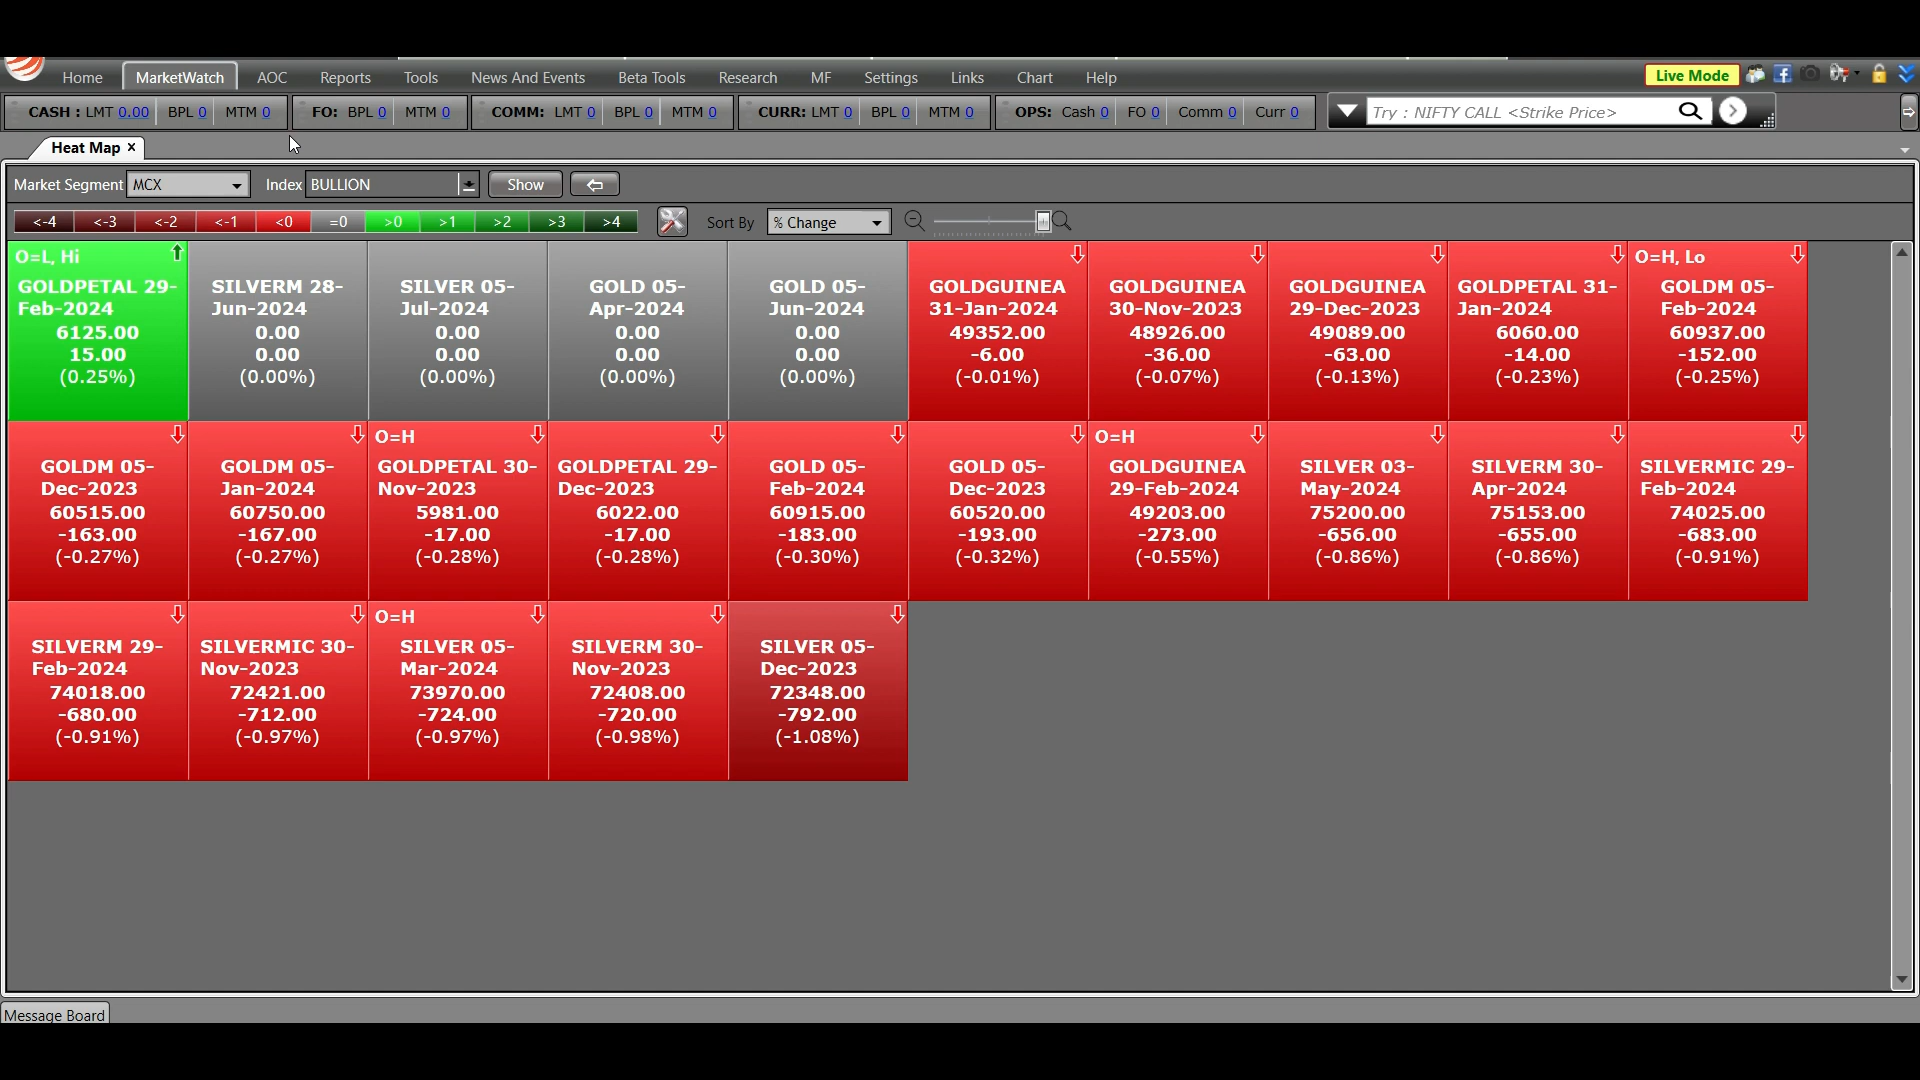 Home MarketWatch AOC Reports Tools News And Events Beta Tools Research MF Settings Links Chart Help Live Mode
CASH : LMT 0.00 BPL 0 MTM 0 FO: BPL 0 MTM 0 COMM: LMT 0 BPL 0 MTM 0 CURR: LMT 0 BPL 0 MTM 0 OPS: Cash 0 FO 0 Comm 0 Curr 0 Try : NIFTY CALL <Strike Price>
Heat Map ×
Market Segment MCX Index BULLION Show
<-4 <-3 <-2 <-1 <0 =0 >0 >1 >2 >3 >4 Sort By % Change
O=L, Hi
GOLDPETAL 29-
Feb-2024
6125.00
15.00
(0.25%)
SILVERM 28-
Jun-2024
0.00
0.00
(0.00%)
SILVER 05-
Jul-2024
0.00
0.00
(0.00%)
GOLD 05-
Apr-2024
0.00
0.00
(0.00%)
GOLD 05-
Jun-2024
0.00
0.00
(0.00%)
GOLDGUINEA
31-Jan-2024
49352.00
-6.00
(-0.01%)
GOLDGUINEA
30-Nov-2023
48926.00
-36.00
(-0.07%)
GOLDGUINEA
29-Dec-2023
49089.00
-63.00
(-0.13%)
GOLDPETAL 31-
Jan-2024
6060.00
-14.00
(-0.23%)
O=H, Lo
GOLDM 05-
Feb-2024
60937.00
-152.00
(-0.25%)
GOLDM 05-
Dec-2023
60515.00
-163.00
(-0.27%)
GOLDM 05-
Jan-2024
60750.00
-167.00
(-0.27%)
O=H
GOLDPETAL 30-
Nov-2023
5981.00
-17.00
(-0.28%)
GOLDPETAL 29-
Dec-2023
6022.00
-17.00
(-0.28%)
GOLD 05-
Feb-2024
60915.00
-183.00
(-0.30%)
GOLD 05-
Dec-2023
60520.00
-193.00
(-0.32%)
O=H
GOLDGUINEA
29-Feb-2024
49203.00
-273.00
(-0.55%)
SILVER 03-
May-2024
75200.00
-656.00
(-0.86%)
SILVERM 30-
Apr-2024
75153.00
-655.00
(-0.86%)
SILVERMIC 29-
Feb-2024
74025.00
-683.00
(-0.91%)
SILVERM 29-
Feb-2024
74018.00
-680.00
(-0.91%)
SILVERMIC 30-
Nov-2023
72421.00
-712.00
(-0.97%)
O=H
SILVER 05-
Mar-2024
73970.00
-724.00
(-0.97%)
SILVERM 30-
Nov-2023
72408.00
-720.00
(-0.98%)
SILVER 05-
Dec-2023
72348.00
-792.00
(-1.08%)
Message Board